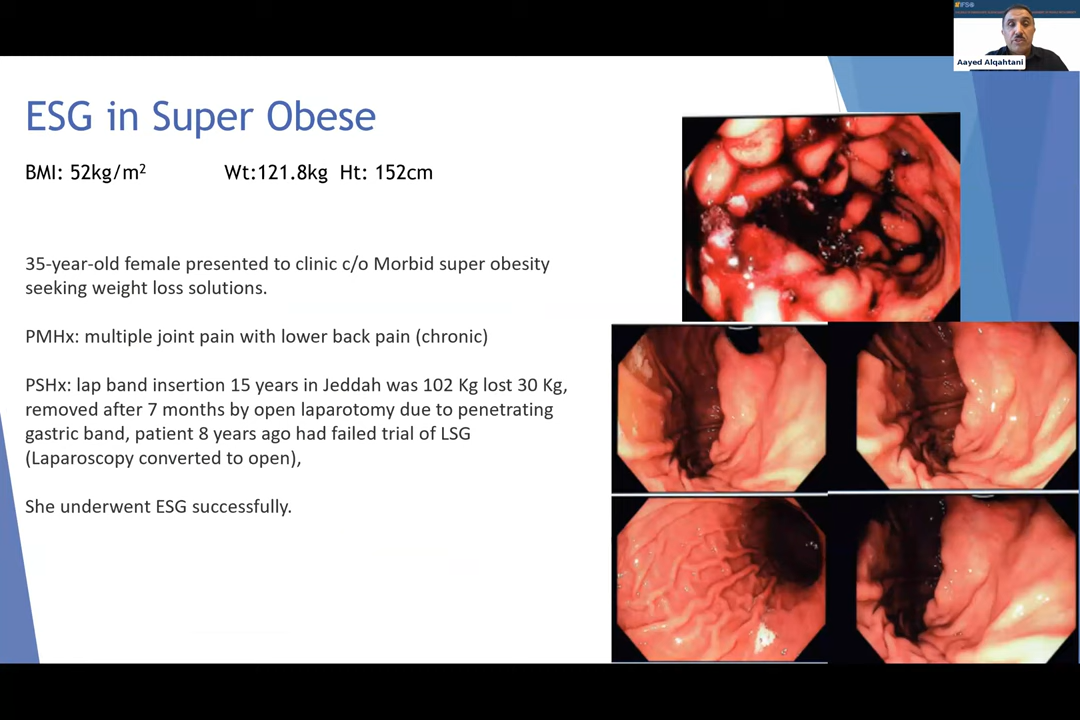 IFSO
Aayed Alqahtani
ESG in Super Obese
BMI: 52kg/m² Wt:121.8kg Ht: 152cm
35-year-old female presented to clinic c/o Morbid super obesity
seeking weight loss solutions.
PMHx: multiple joint pain with lower back pain (chronic)
PSHx: lap band insertion 15 years in Jeddah was 102 Kg lost 30 Kg,
removed after 7 months by open laparotomy due to penetrating
gastric band, patient 8 years ago had failed trial of LSG
(Laparoscopy converted to open),
She underwent ESG successfully.